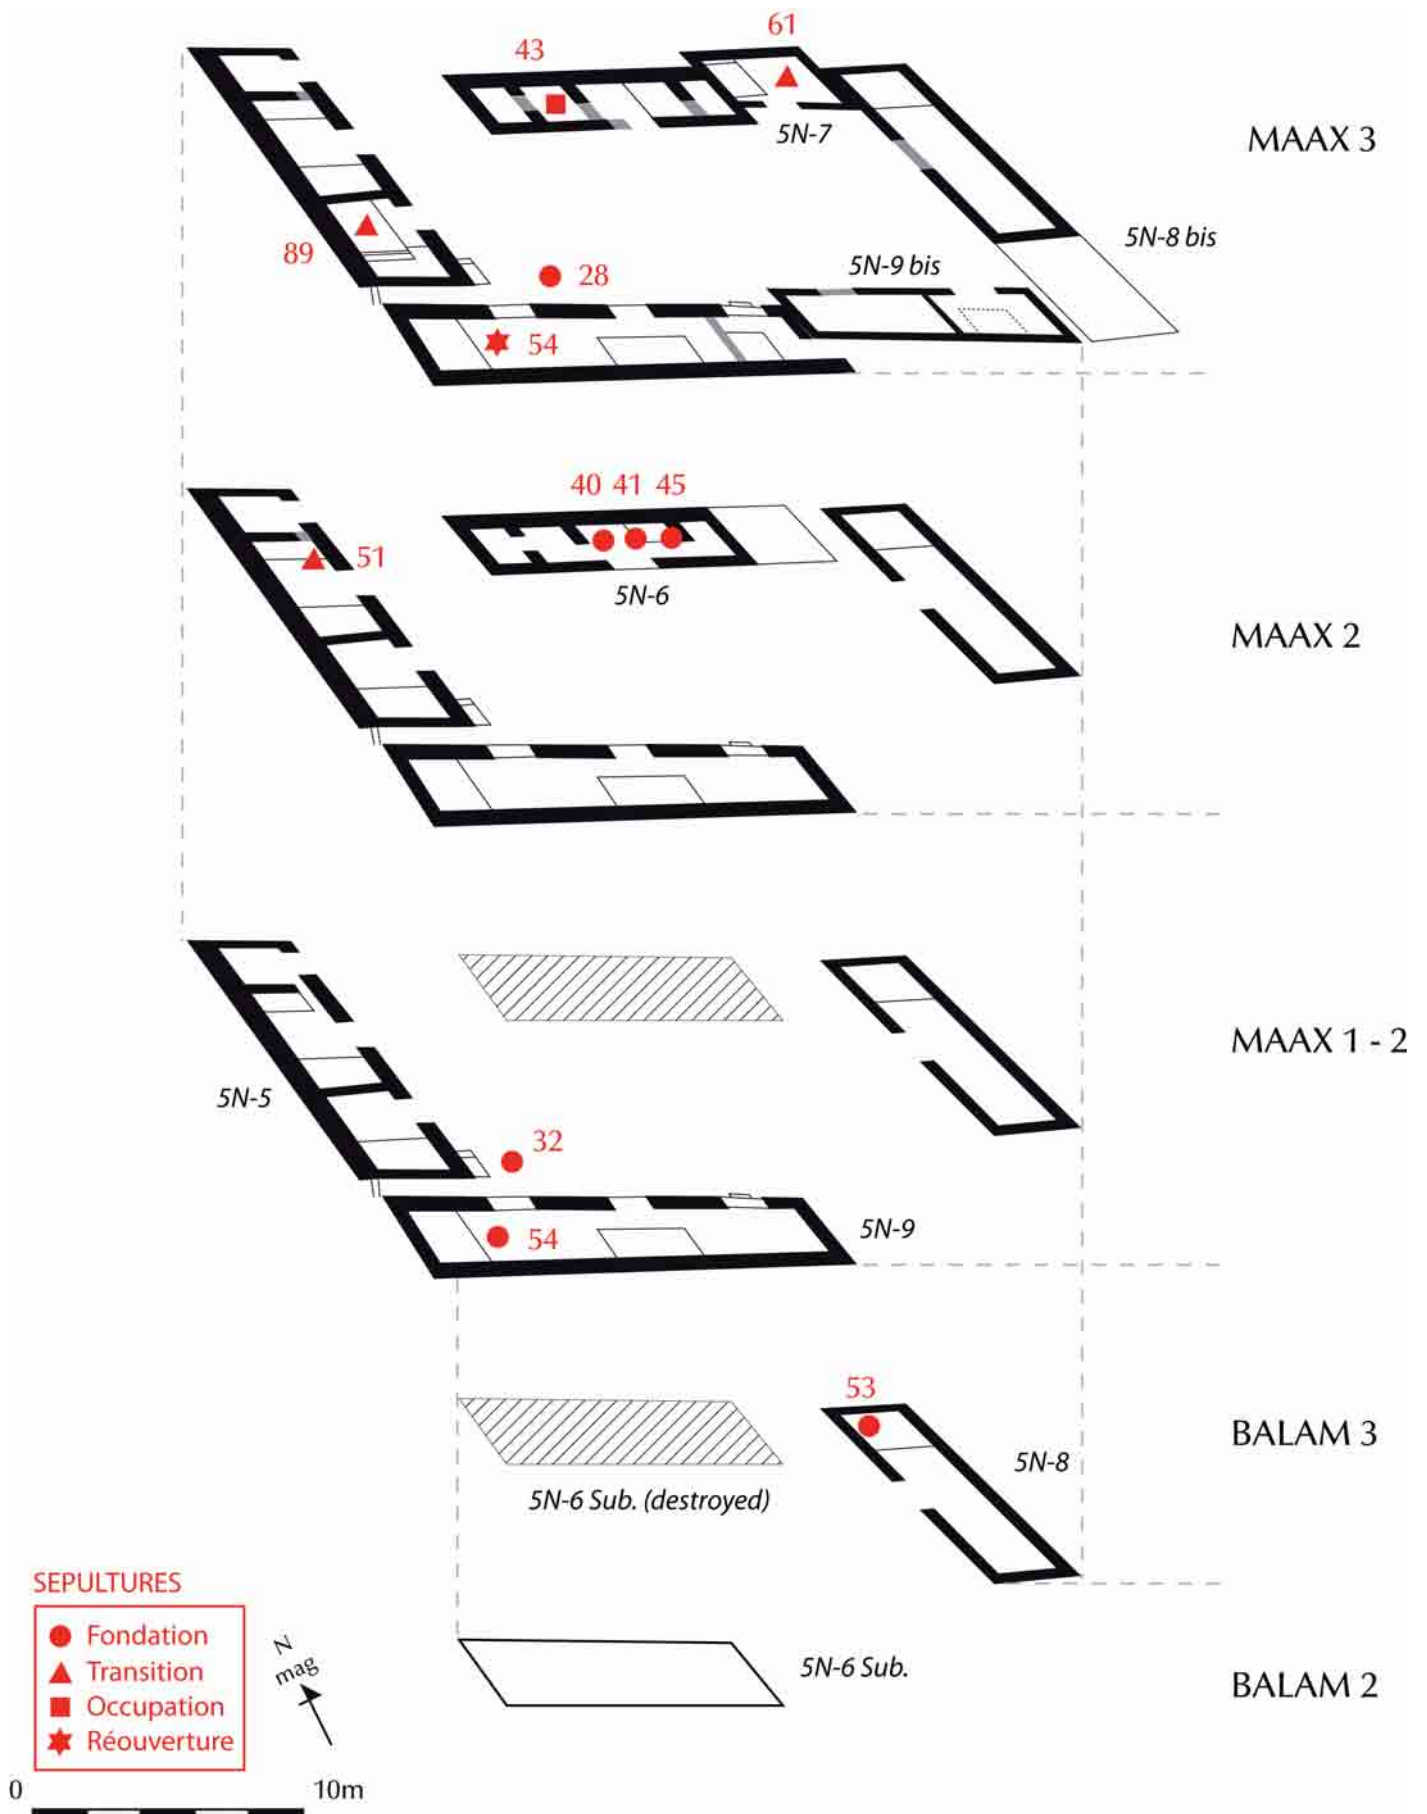 61
43
5N-7
MAAX 3
5N-8 bis
5N-9 bis
89
28
54
40 41 45
51
5N-6
MAAX 2
MAAX 1 - 2
5N-5
32
5N-9
54
53
BALAM 3
5N-8
5N-6 Sub. (destroyed)
SEPULTURES
Fondation
Transition
Occupation
Réouverture
N
mag
5N-6 Sub.
BALAM 2
0 10m